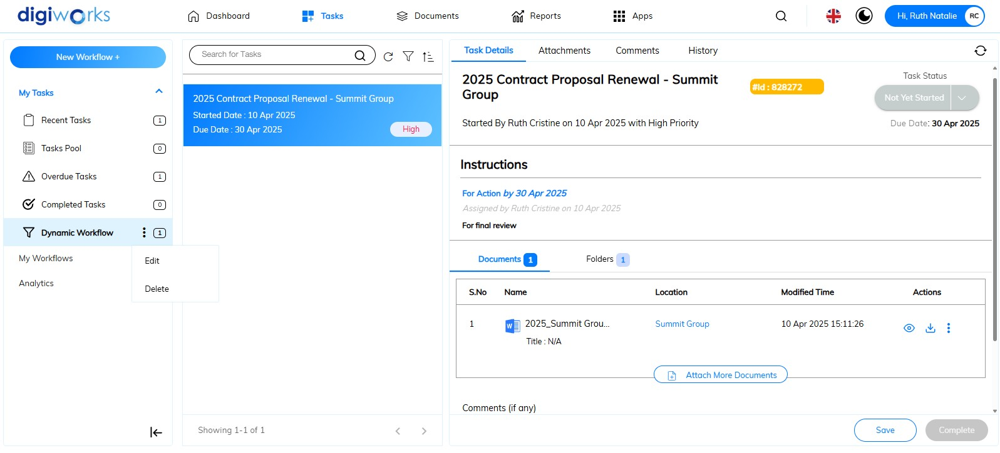 digiworks
Dashboard
Tasks
Documents
Reports
Apps
Hi, Ruth Natalie
RC
New Workflow +
My Tasks
Recent Tasks 1
Tasks Pool 0
Overdue Tasks 1
Completed Tasks 0
Dynamic Workflow 1
Edit
Delete
My Workflows
Analytics
Search for Tasks
2025 Contract Proposal Renewal - Summit Group
Started Date : 10 Apr 2025
Due Date : 30 Apr 2025
High
Showing 1-1 of 1
Task Details
Attachments
Comments
History
2025 Contract Proposal Renewal - Summit
Group
#Id : 828272
Task Status
Not Yet Started
Started By Ruth Cristine on 10 Apr 2025 with High Priority
Due Date: 30 Apr 2025
Instructions
For Action by 30 Apr 2025
Assigned by Ruth Cristine on 10 Apr 2025
For final review
Documents 1
Folders 1
S.No Name Location Modified Time Actions
1 2025_Summit Grou... Summit Group 10 Apr 2025 15:11:26
Title : N/A
Attach More Documents
Comments (if any)
Save
Complete